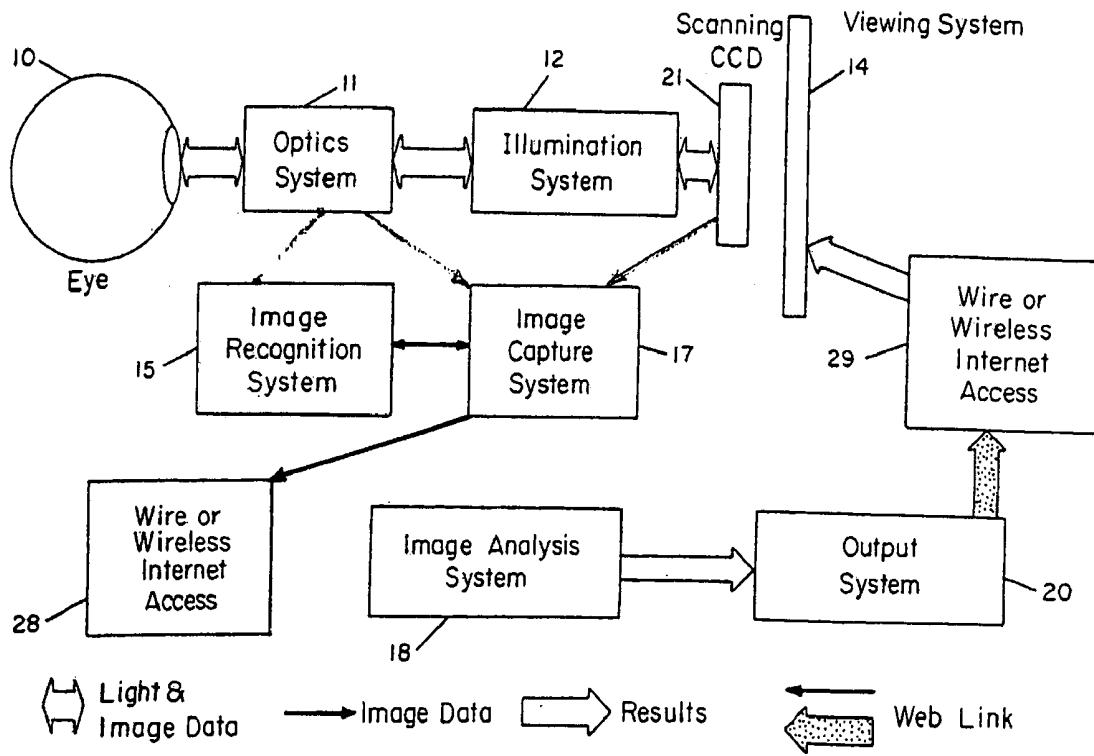 Scanning
CCD
Viewing System
10
11
12
21
14
Optics
System
Illumination
System
Eye
Image
Recognition
System
15
Image
Capture
System
17
Wire or
Wireless
Internet
Access
29
Wire or
Wireless
Internet
Access
28
Image Analysis
System
18
Output
System
20
Light &
Image Data
Image Data
Results
Web Link